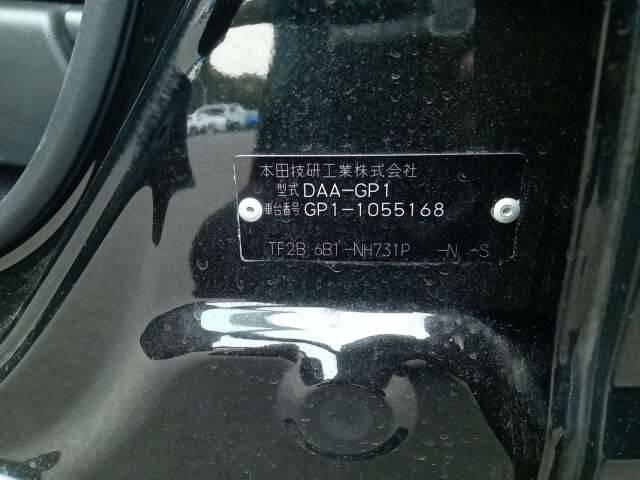 本田技研工業株式会社
型式 DAA-GP1
車台番号 GP1-1055168
TF2B 6B1-NH731P -N -S